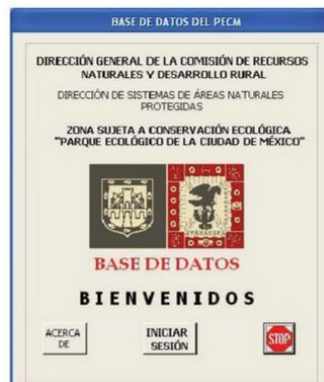 BASE DE DATOS DEL PECM
DIRECCIÓN GENERAL DE LA COMISIÓN DE RECURSOS
NATURALES Y DESARROLLO RURAL
DIRECCIÓN DE SISTEMAS DE ÁREAS NATURALES
PROTEGIDAS
ZONA SUJETA A CONSERVACIÓN ECOLÓGICA
"PARQUE ECOLÓGICO DE LA CIUDAD DE MÉXICO"
BASE DE DATOS
BIENVENIDOS
ACERCA
DE
INICIAR
SESIÓN
STOP